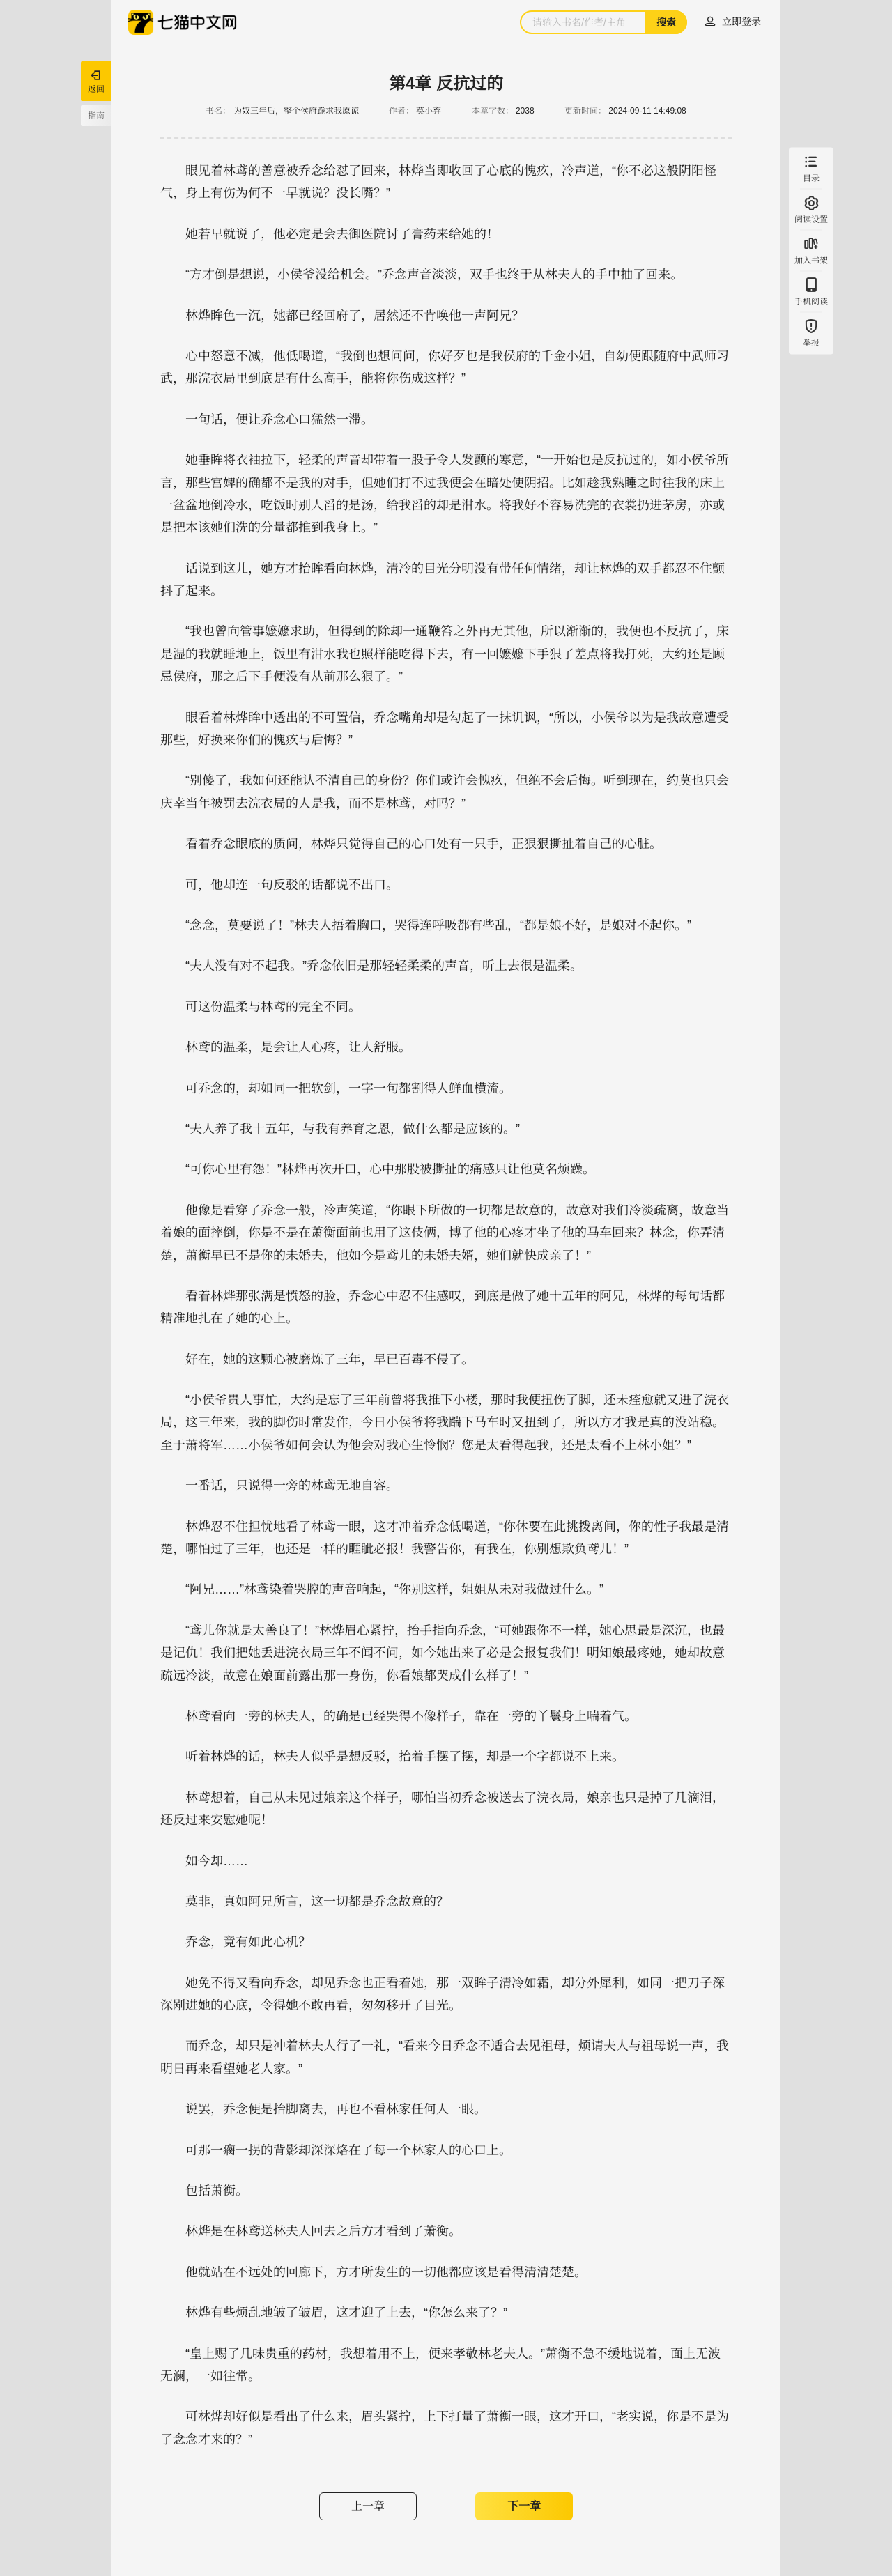 七猫中文网
请输入书名/作者/主角
搜索
立即登录
返回
指南
第4章 反抗过的
书名： 为奴三年后，整个侯府跪求我原谅 作者： 莫小弃 本章字数： 2038 更新时间： 2024-09-11 14:49:08
目录
阅读设置
加入书架
手机阅读
举报
眼见着林鸢的善意被乔念给怼了回来，林烨当即收回了心底的愧疚，冷声道，“你不必这般阴阳怪
气，身上有伤为何不一早就说？没长嘴？”
她若早就说了，他必定是会去御医院讨了膏药来给她的！
“方才倒是想说，小侯爷没给机会。”乔念声音淡淡，双手也终于从林夫人的手中抽了回来。
林烨眸色一沉，她都已经回府了，居然还不肯唤他一声阿兄？
心中怒意不减，他低喝道，“我倒也想问问，你好歹也是我侯府的千金小姐，自幼便跟随府中武师习
武，那浣衣局里到底是有什么高手，能将你伤成这样？”
一句话，便让乔念心口猛然一滞。
她垂眸将衣袖拉下，轻柔的声音却带着一股子令人发颤的寒意，“一开始也是反抗过的，如小侯爷所
言，那些宫婢的确都不是我的对手，但她们打不过我便会在暗处使阴招。比如趁我熟睡之时往我的床上
一盆盆地倒冷水，吃饭时别人舀的是汤，给我舀的却是泔水。将我好不容易洗完的衣裳扔进茅房，亦或
是把本该她们洗的分量都推到我身上。”
话说到这儿，她方才抬眸看向林烨，清冷的目光分明没有带任何情绪，却让林烨的双手都忍不住颤
抖了起来。
“我也曾向管事嬷嬷求助，但得到的除却一通鞭笞之外再无其他，所以渐渐的，我便也不反抗了，床
是湿的我就睡地上，饭里有泔水我也照样能吃得下去，有一回嬷嬷下手狠了差点将我打死，大约还是顾
忌侯府，那之后下手便没有从前那么狠了。”
眼看着林烨眸中透出的不可置信，乔念嘴角却是勾起了一抹讥讽，“所以，小侯爷以为是我故意遭受
那些，好换来你们的愧疚与后悔？”
“别傻了，我如何还能认不清自己的身份？你们或许会愧疚，但绝不会后悔。听到现在，约莫也只会
庆幸当年被罚去浣衣局的人是我，而不是林鸢，对吗？”
看着乔念眼底的质问，林烨只觉得自己的心口处有一只手，正狠狠撕扯着自己的心脏。
可，他却连一句反驳的话都说不出口。
“念念，莫要说了！”林夫人捂着胸口，哭得连呼吸都有些乱，“都是娘不好，是娘对不起你。”
“夫人没有对不起我。”乔念依旧是那轻轻柔柔的声音，听上去很是温柔。
可这份温柔与林鸢的完全不同。
林鸢的温柔，是会让人心疼，让人舒服。
可乔念的，却如同一把软剑，一字一句都割得人鲜血横流。
“夫人养了我十五年，与我有养育之恩，做什么都是应该的。”
“可你心里有怨！”林烨再次开口，心中那股被撕扯的痛感只让他莫名烦躁。
他像是看穿了乔念一般，冷声笑道，“你眼下所做的一切都是故意的，故意对我们冷淡疏离，故意当
着娘的面摔倒，你是不是在萧衡面前也用了这伎俩，博了他的心疼才坐了他的马车回来？林念，你弄清
楚，萧衡早已不是你的未婚夫，他如今是鸢儿的未婚夫婿，她们就快成亲了！”
看着林烨那张满是愤怒的脸，乔念心中忍不住感叹，到底是做了她十五年的阿兄，林烨的每句话都
精准地扎在了她的心上。
好在，她的这颗心被磨炼了三年，早已百毒不侵了。
“小侯爷贵人事忙，大约是忘了三年前曾将我推下小楼，那时我便扭伤了脚，还未痊愈就又进了浣衣
局，这三年来，我的脚伤时常发作，今日小侯爷将我踹下马车时又扭到了，所以方才我是真的没站稳。
至于萧将军……小侯爷如何会认为他会对我心生怜悯？您是太看得起我，还是太看不上林小姐？”
一番话，只说得一旁的林鸢无地自容。
林烨忍不住担忧地看了林鸢一眼，这才冲着乔念低喝道，“你休要在此挑拨离间，你的性子我最是清
楚，哪怕过了三年，也还是一样的睚眦必报！我警告你，有我在，你别想欺负鸢儿！”
“阿兄……”林鸢染着哭腔的声音响起，“你别这样，姐姐从未对我做过什么。”
“鸢儿你就是太善良了！”林烨眉心紧拧，抬手指向乔念，“可她跟你不一样，她心思最是深沉，也最
是记仇！我们把她丢进浣衣局三年不闻不问，如今她出来了必是会报复我们！明知娘最疼她，她却故意
疏远冷淡，故意在娘面前露出那一身伤，你看娘都哭成什么样了！”
林鸢看向一旁的林夫人，的确是已经哭得不像样子，靠在一旁的丫鬟身上喘着气。
听着林烨的话，林夫人似乎是想反驳，抬着手摆了摆，却是一个字都说不上来。
林鸢想着，自己从未见过娘亲这个样子，哪怕当初乔念被送去了浣衣局，娘亲也只是掉了几滴泪，
还反过来安慰她呢！
如今却……
莫非，真如阿兄所言，这一切都是乔念故意的？
乔念，竟有如此心机？
她免不得又看向乔念，却见乔念也正看着她，那一双眸子清冷如霜，却分外犀利，如同一把刀子深
深剐进她的心底，令得她不敢再看，匆匆移开了目光。
而乔念，却只是冲着林夫人行了一礼，“看来今日乔念不适合去见祖母，烦请夫人与祖母说一声，我
明日再来看望她老人家。”
说罢，乔念便是抬脚离去，再也不看林家任何人一眼。
可那一瘸一拐的背影却深深烙在了每一个林家人的心口上。
包括萧衡。
林烨是在林鸢送林夫人回去之后方才看到了萧衡。
他就站在不远处的回廊下，方才所发生的一切他都应该是看得清清楚楚。
林烨有些烦乱地皱了皱眉，这才迎了上去，“你怎么来了？”
“皇上赐了几味贵重的药材，我想着用不上，便来孝敬林老夫人。”萧衡不急不缓地说着，面上无波
无澜，一如往常。
可林烨却好似是看出了什么来，眉头紧拧，上下打量了萧衡一眼，这才开口，“老实说，你是不是为
了念念才来的？”
上一章
下一章